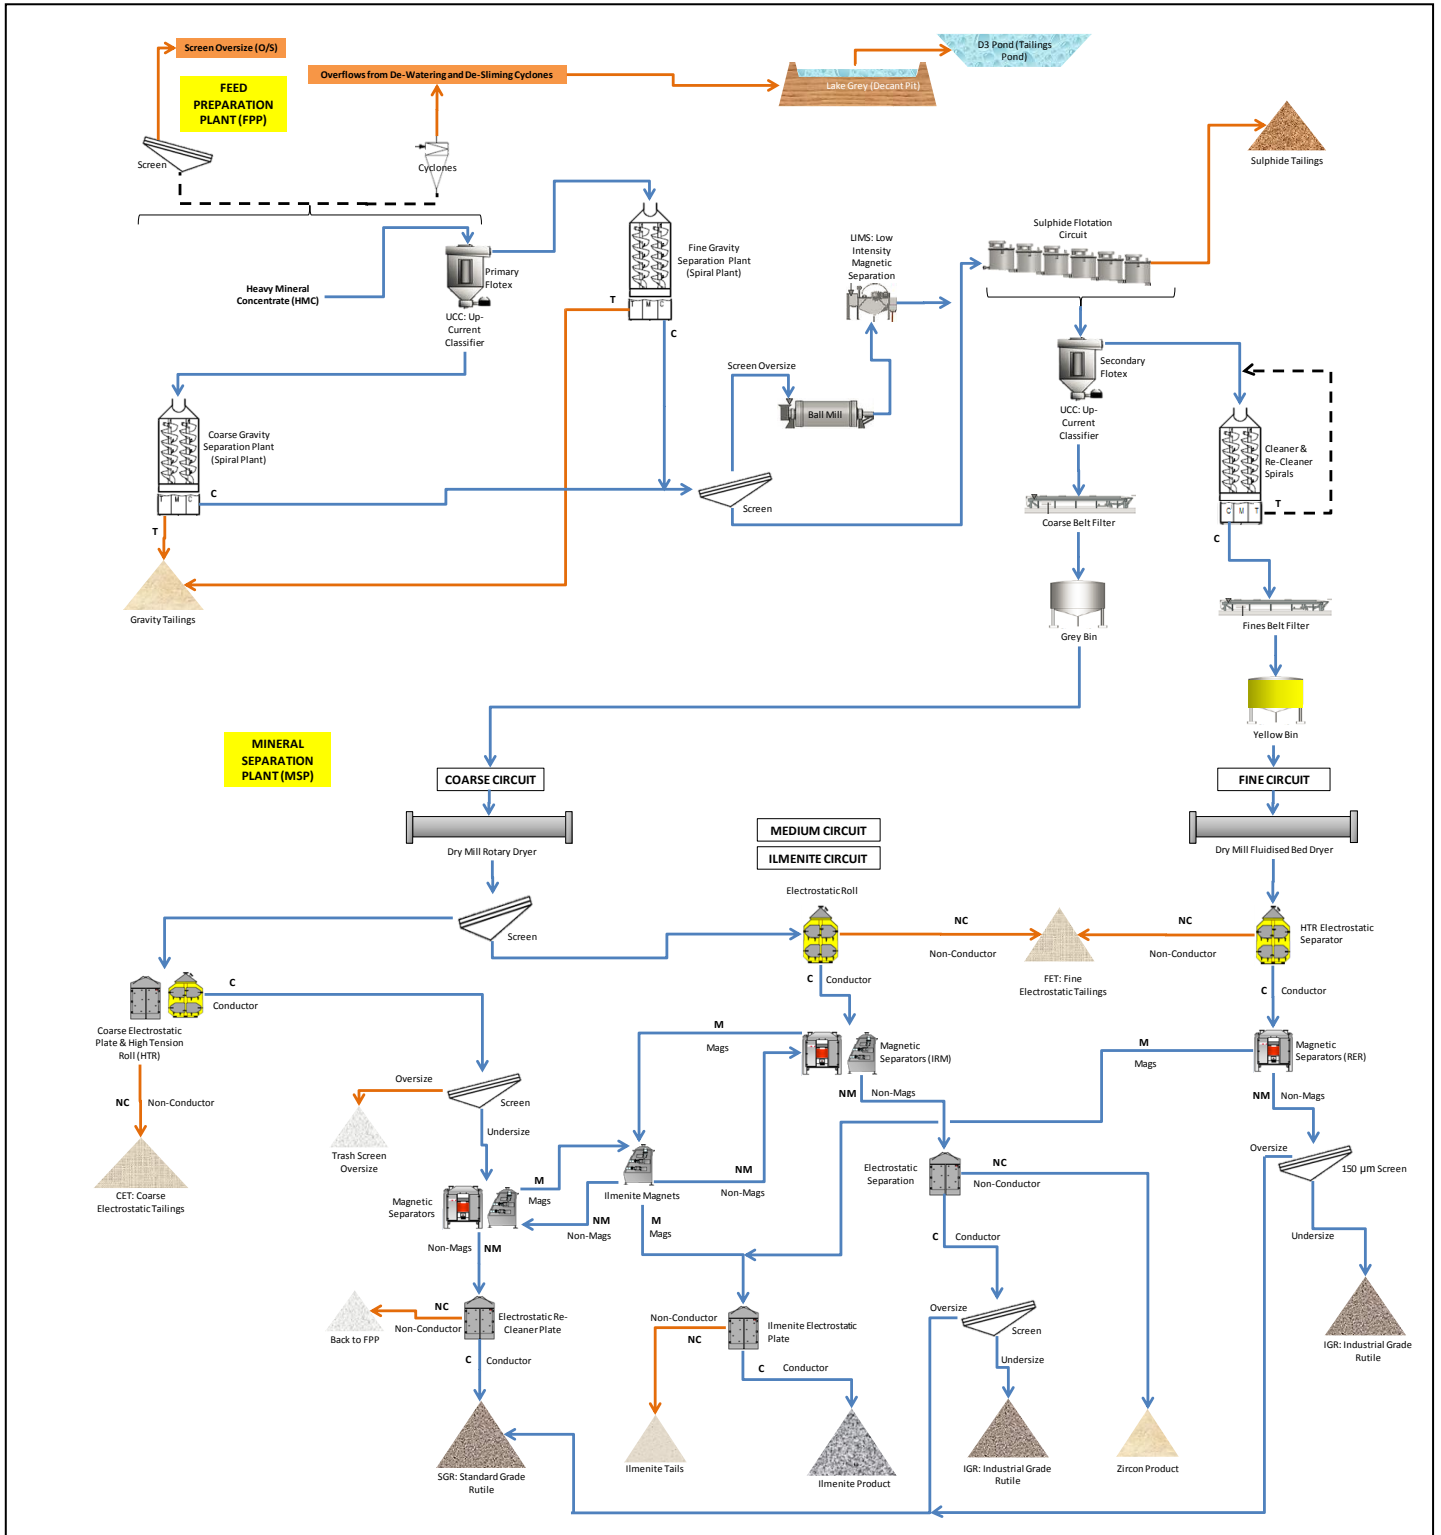 Screen Oversize (O/S)
D3 Pond (Tailings
Pond)
Overflows from De-Watering and De-Sliming Cyclones
Lake Grey (Decant Pit)
FEED
PREPARATION
PLANT (FPP)
Screen
Cyclones
Sulphide Tailings
Sulphide Flotation
Circuit
LIMS: Low
Intensity
Magnetic
Separation
Fine Gravity
Separation Plant
(Spiral Plant)
Primary
Flotex
Heavy Mineral
Concentrate (HMC)
T
T M C
UCC: Up-
Current
Classifier
C
Secondary
Flotex
Screen Oversize
Ball Mill
UCC: Up-
Current
Classifier
Coarse Gravity
Separation Plant
(Spiral Plant)
Cleaner &
Re-Cleaner
Spirals
C
T M C
T
C M T
T
Screen
Coarse Belt Filter
C
Gravity Tailings
Grey Bin
Fines Belt Filter
Yellow Bin
MINERAL
SEPARATION
PLANT (MSP)
COARSE CIRCUIT
FINE CIRCUIT
MEDIUM CIRCUIT
ILMENITE CIRCUIT
Dry Mill Rotary Dryer
Dry Mill Fluidised Bed Dryer
Electrostatic Roll
Screen
NC
Non-Conductor
NC
Non-Conductor
HTR Electrostatic
Separator
FET: Fine
Electrostatic Tailings
C
Conductor
C Conductor
C Conductor
Coarse Electrostatic
Plate & High Tension
Roll (HTR)
M
Mags
Magnetic
Separators (IRM)
M
Mags
Magnetic
Separators (RER)
Oversize
Screen
NC Non-Conductor
NM Non-Mags
NM Non-Mags
Undersize
Trash Screen
Oversize
Oversize
150 µm Screen
CET: Coarse
Electrostatic Tailings
Magnetic
Separators
M
Mags
Ilmenite Magnets
NM
Non-Mags
Electrostatic
Separation
NC
Non-Conductor
NM
Non-Mags
M
Mags
Non-Mags NM
C Conductor
Undersize
NC
Non-Conductor
Back to FPP
Electrostatic Re-
Cleaner Plate
Non-Conductor
NC
Ilmenite Electrostatic
Plate
Oversize
Screen
Undersize
C Conductor
C Conductor
IGR: Industrial Grade
Rutile
SGR: Standard Grade
Rutile
Ilmenite Tails
Ilmenite Product
IGR: Industrial Grade
Rutile
Zircon Product